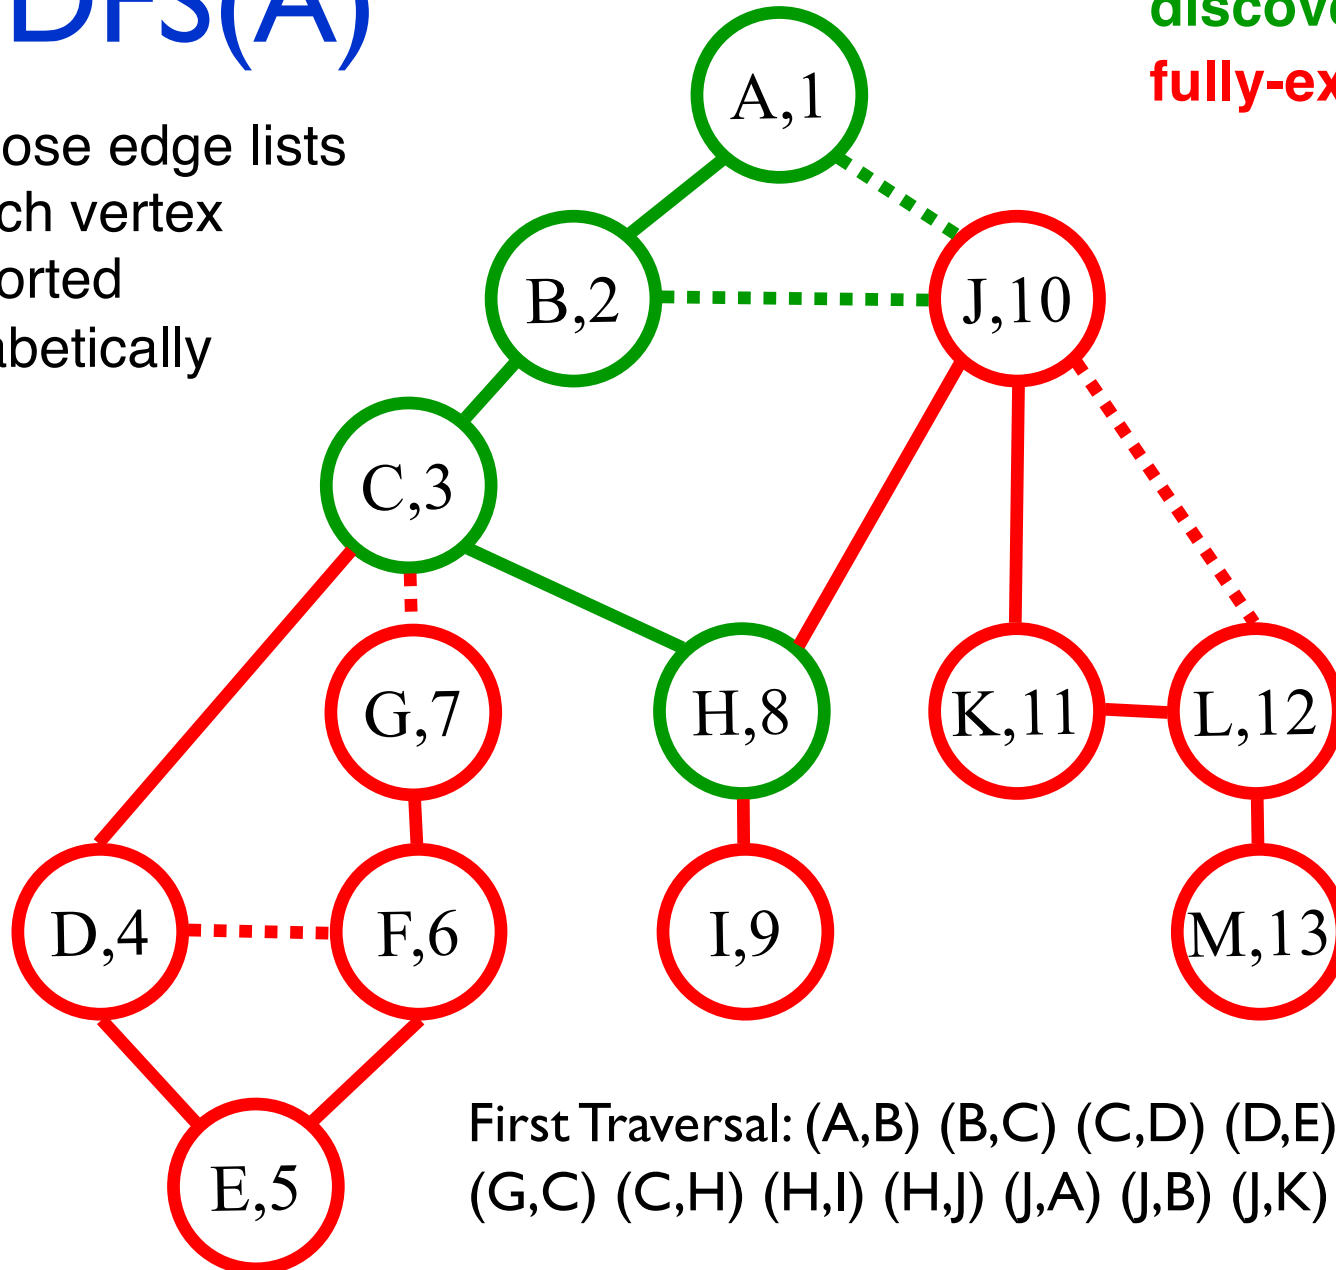 DFS(A)
discov
fully-ex
ose edge lists
ch vertex
orted
abetically
A,1
B,2
J,10
C,3
G,7
H,8
K,11
L,12
D,4
F,6
I,9
M,13
E,5
First Traversal: (A,B) (B,C) (C,D) (D,E)
(G,C) (C,H) (H,I) (H,J) (J,A) (J,B) (J,K)